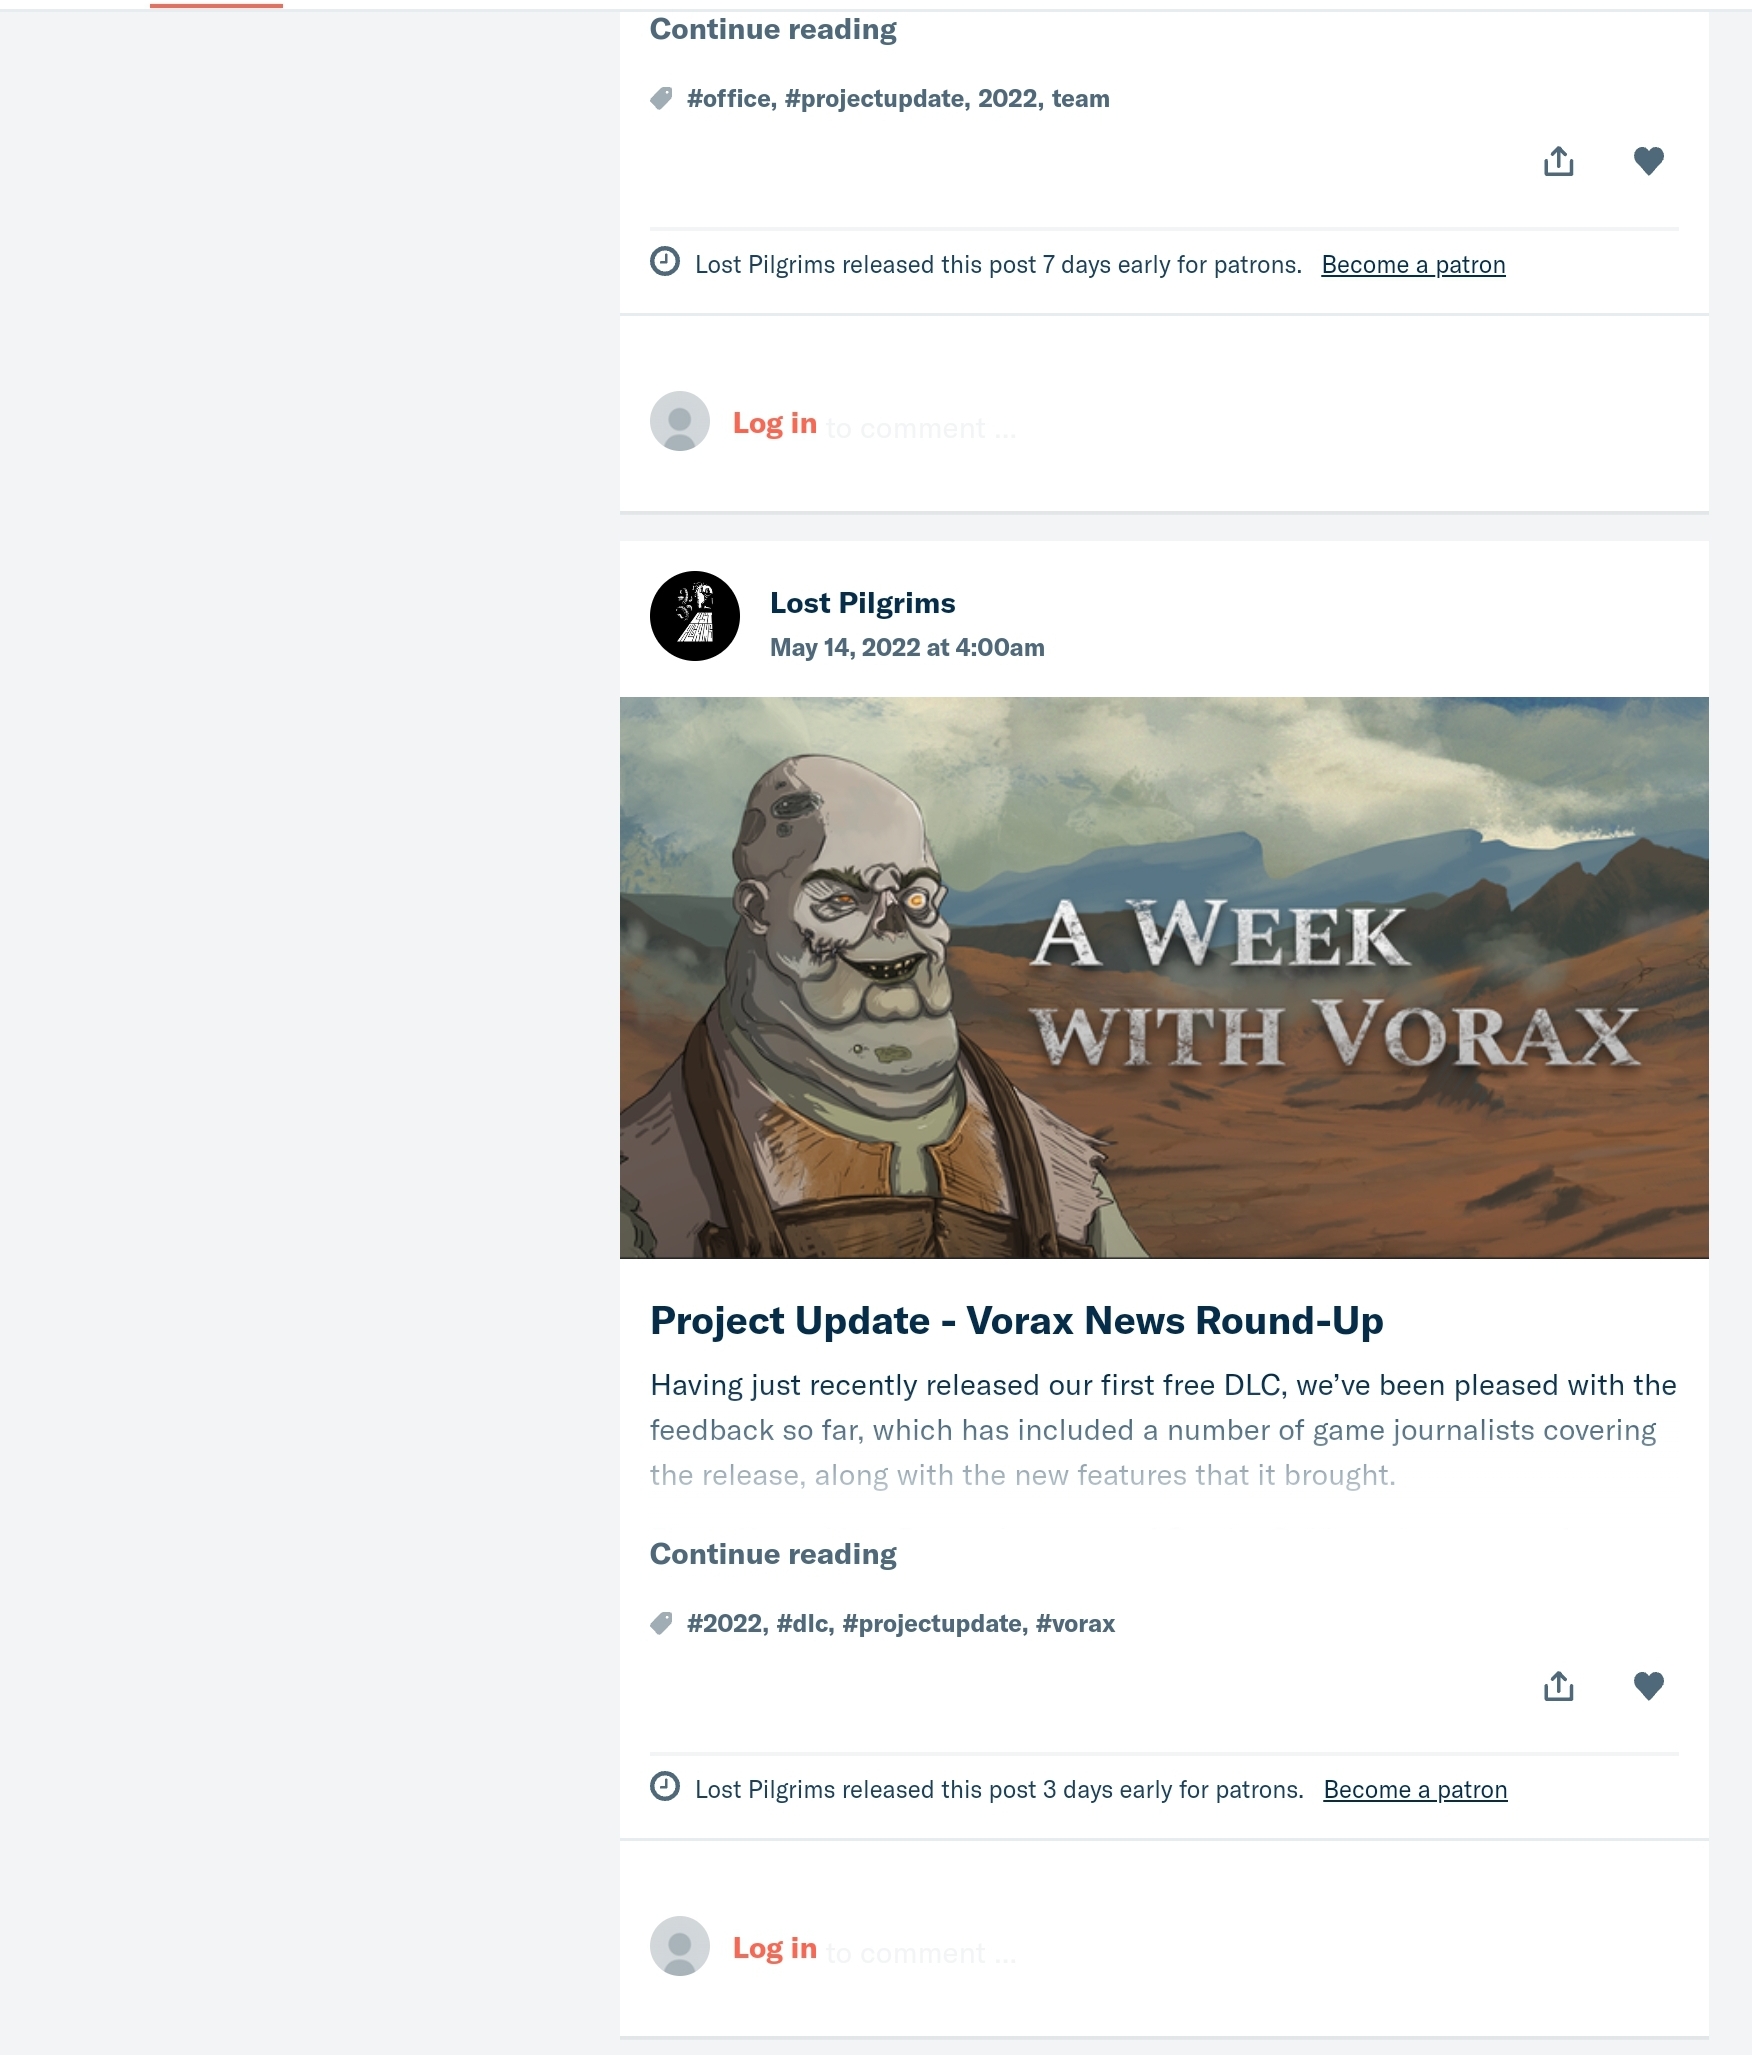 Continue reading
#office, #projectupdate, 2022, team
Lost Pilgrims released this post 7 days early for patrons. Become a patron
Log in to comment ...
Lost Pilgrims
May 14, 2022 at 4:00am
A WEEK
WITH VORAX
Project Update - Vorax News Round-Up
Having just recently released our first free DLC, we’ve been pleased with the
feedback so far, which has included a number of game journalists covering
the release, along with the new features that it brought.
Continue reading
#2022, #dlc, #projectupdate, #vorax
Lost Pilgrims released this post 3 days early for patrons. Become a patron
Log in to comment ...